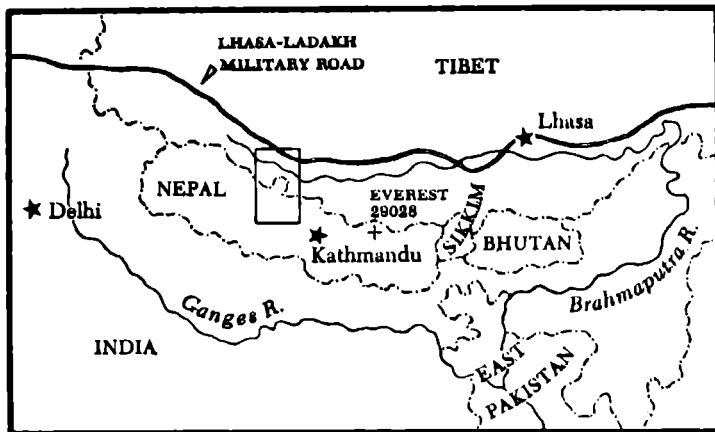 LHASA-LADAKH
MILITARY ROAD
TIBET
Lhasa
NEPAL
EVEREST
29028
SIKKIM
Delhi
Kathmandu
BHUTAN
Ganges R.
Brahmaputra R.
INDIA
EAST
PAKISTAN